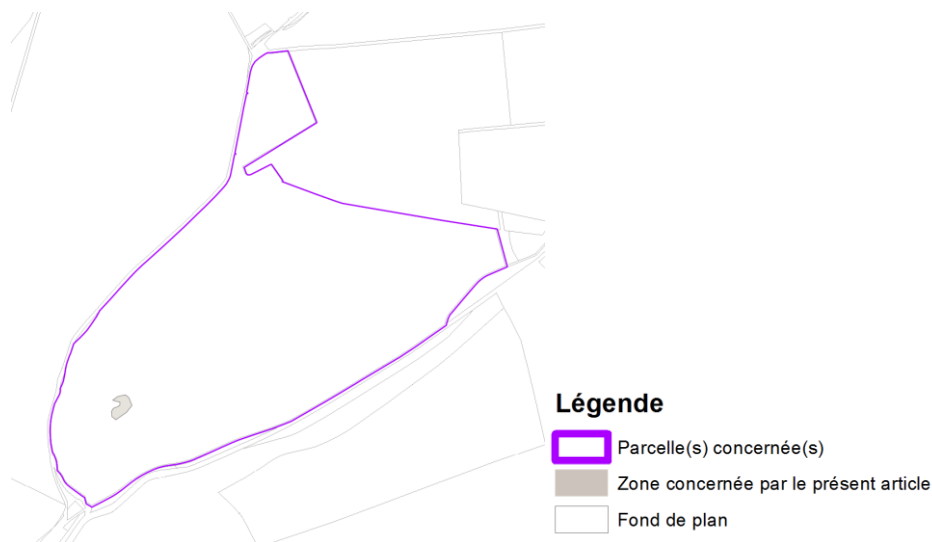 Légende
Parcelle(s) concernée(s)
Zone concernée par le présent article
Fond de plan